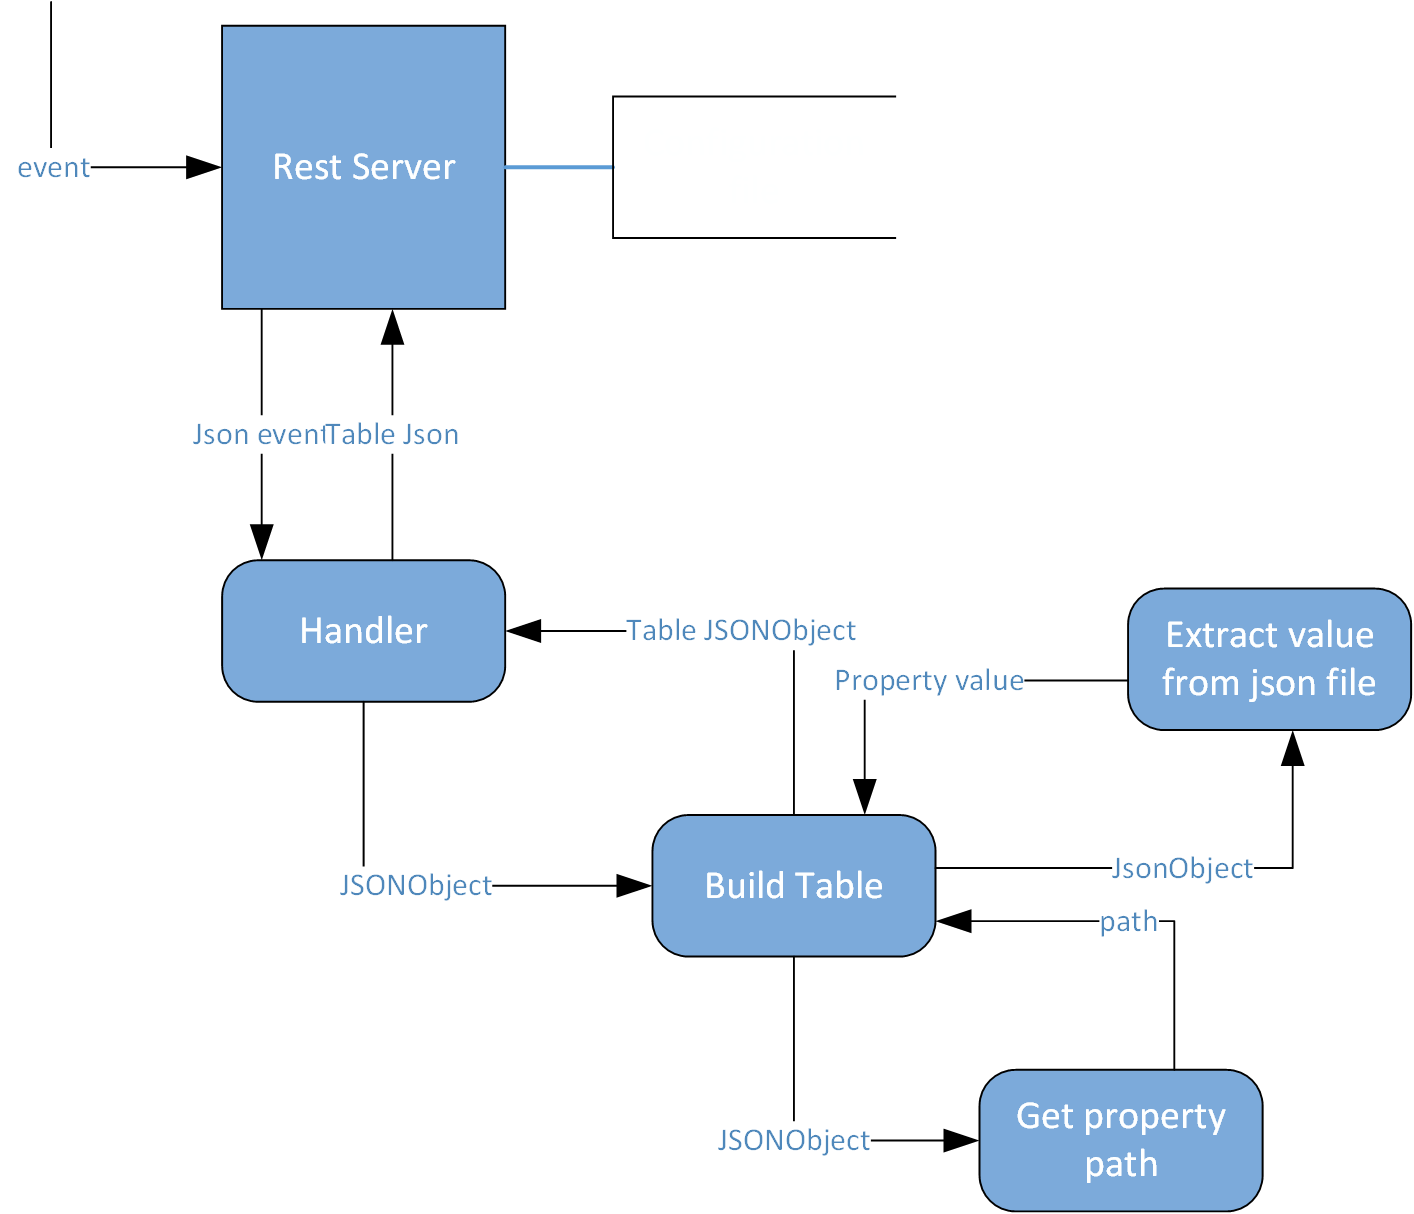 event
Rest Server
Json event
Table Json
Handler
Table JSONObject
Extract value
from json file
Property value
JSONObject
Build Table
JsonObject
path
JSONObject
Get property
path